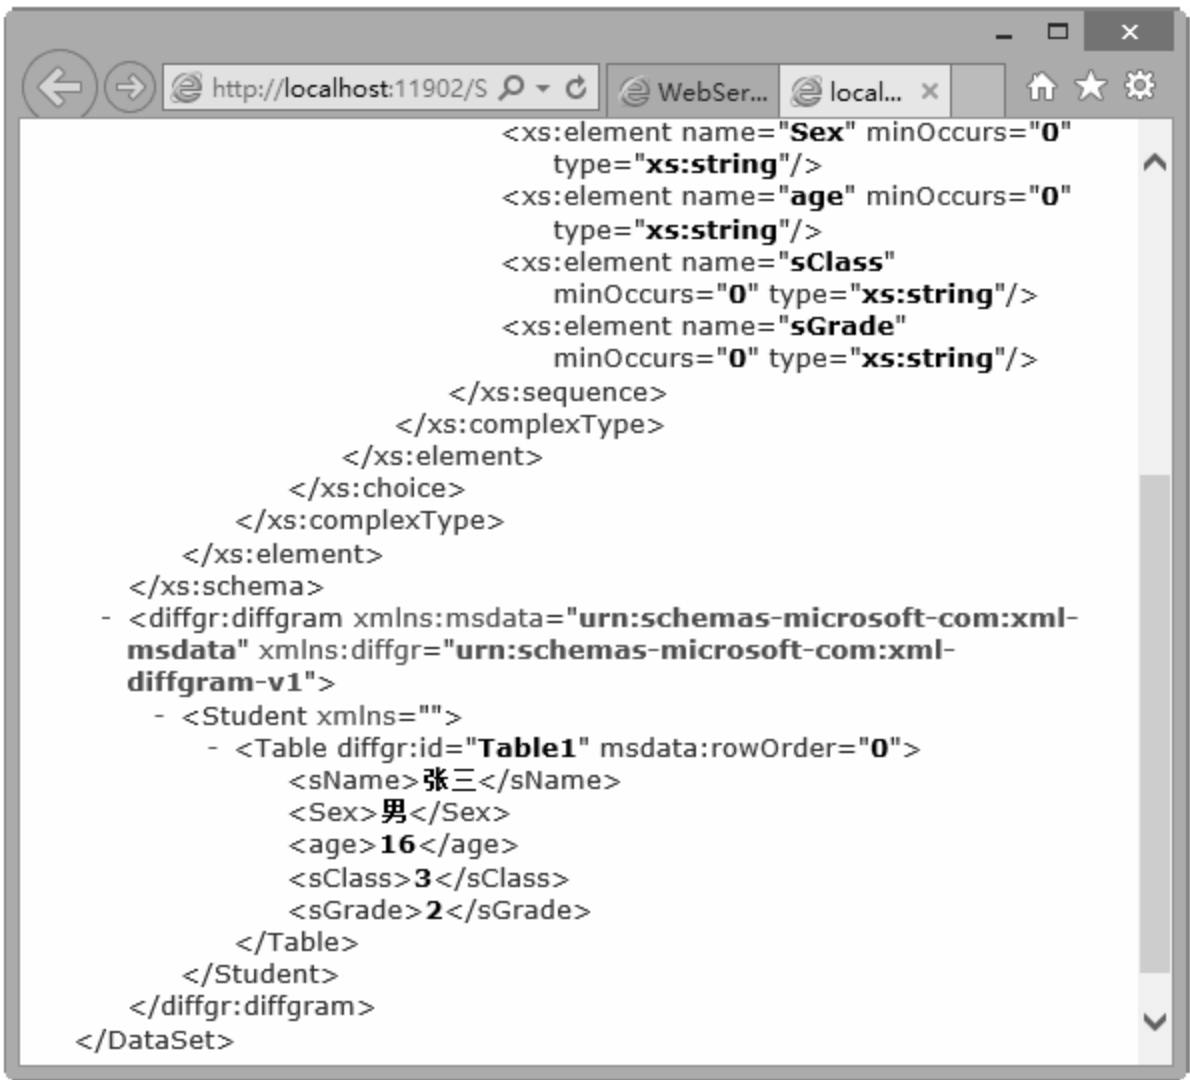 http://localhost:11902/S
WebSer...
local...
<xs:element name="Sex" minOccurs="0"
type="xs:string"/>
<xs:element name="age" minOccurs="0"
type="xs:string"/>
<xs:element name="sClass"
minOccurs="0" type="xs:string"/>
<xs:element name="sGrade"
minOccurs="0" type="xs:string"/>
</xs:sequence>
</xs:complexType>
</xs:element>
</xs:choice>
</xs:complexType>
</xs:element>
</xs:schema>
- <diffgr:diffgram xmlns:msdata="urn:schemas-microsoft-com:xml-
msdata" xmlns:diffgr="urn:schemas-microsoft-com:xml-
diffgram-v1">
- <Student xmlns="">
- <Table diffgr:id="Table1" msdata:rowOrder="0">
<sName>张三</sName>
<Sex>男</Sex>
<age>16</age>
<sClass>3</sClass>
<sGrade>2</sGrade>
</Table>
</Student>
</diffgr:diffgram>
</DataSet>